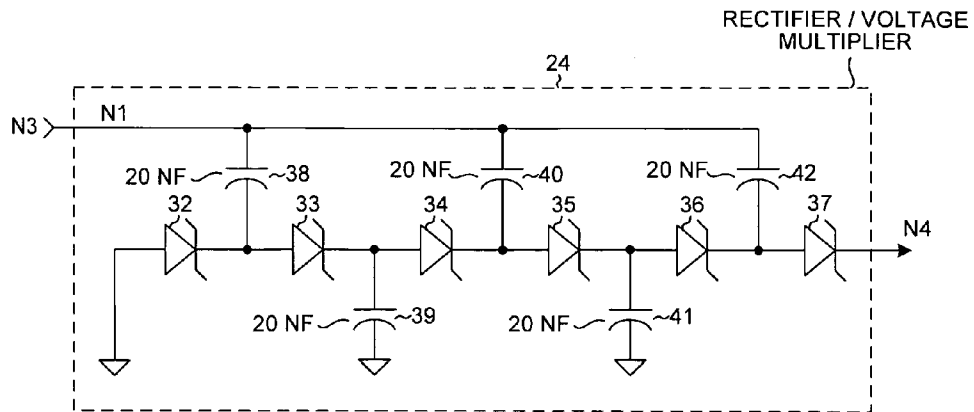 RECTIFIER / VOLTAGE
MULTIPLIER
24
N3
N1
20 NF
38
20 NF
40
20 NF
42
32
33
34
35
36
37
N4
20 NF
39
20 NF
41